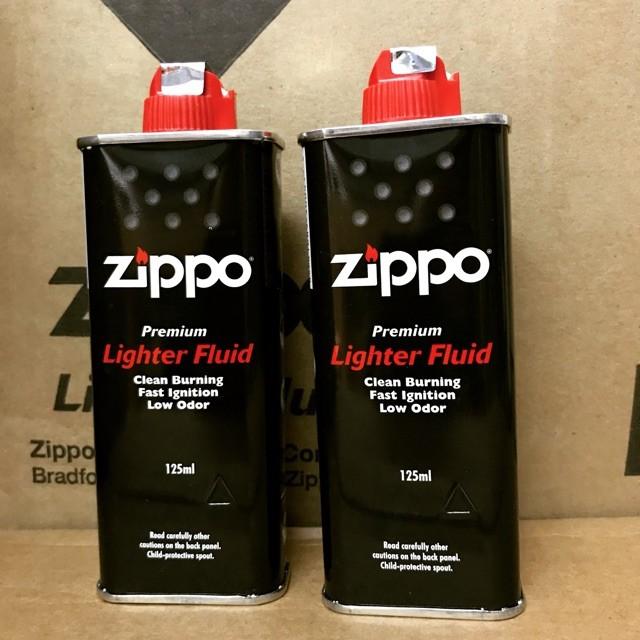 zippo
Premium
Lighter Fluid
Clean Burning
Fast Ignition
Low Odor
125ml
Read carefully other
cautions on the back panel.
Child-protective spout.
zippo
Premium
Lighter Fluid
Clean Burning
Fast Ignition
Low Odor
125ml
Read carefully other
cautions on the back panel.
Child-protective spout.
Zippo
Bradfo
Zip